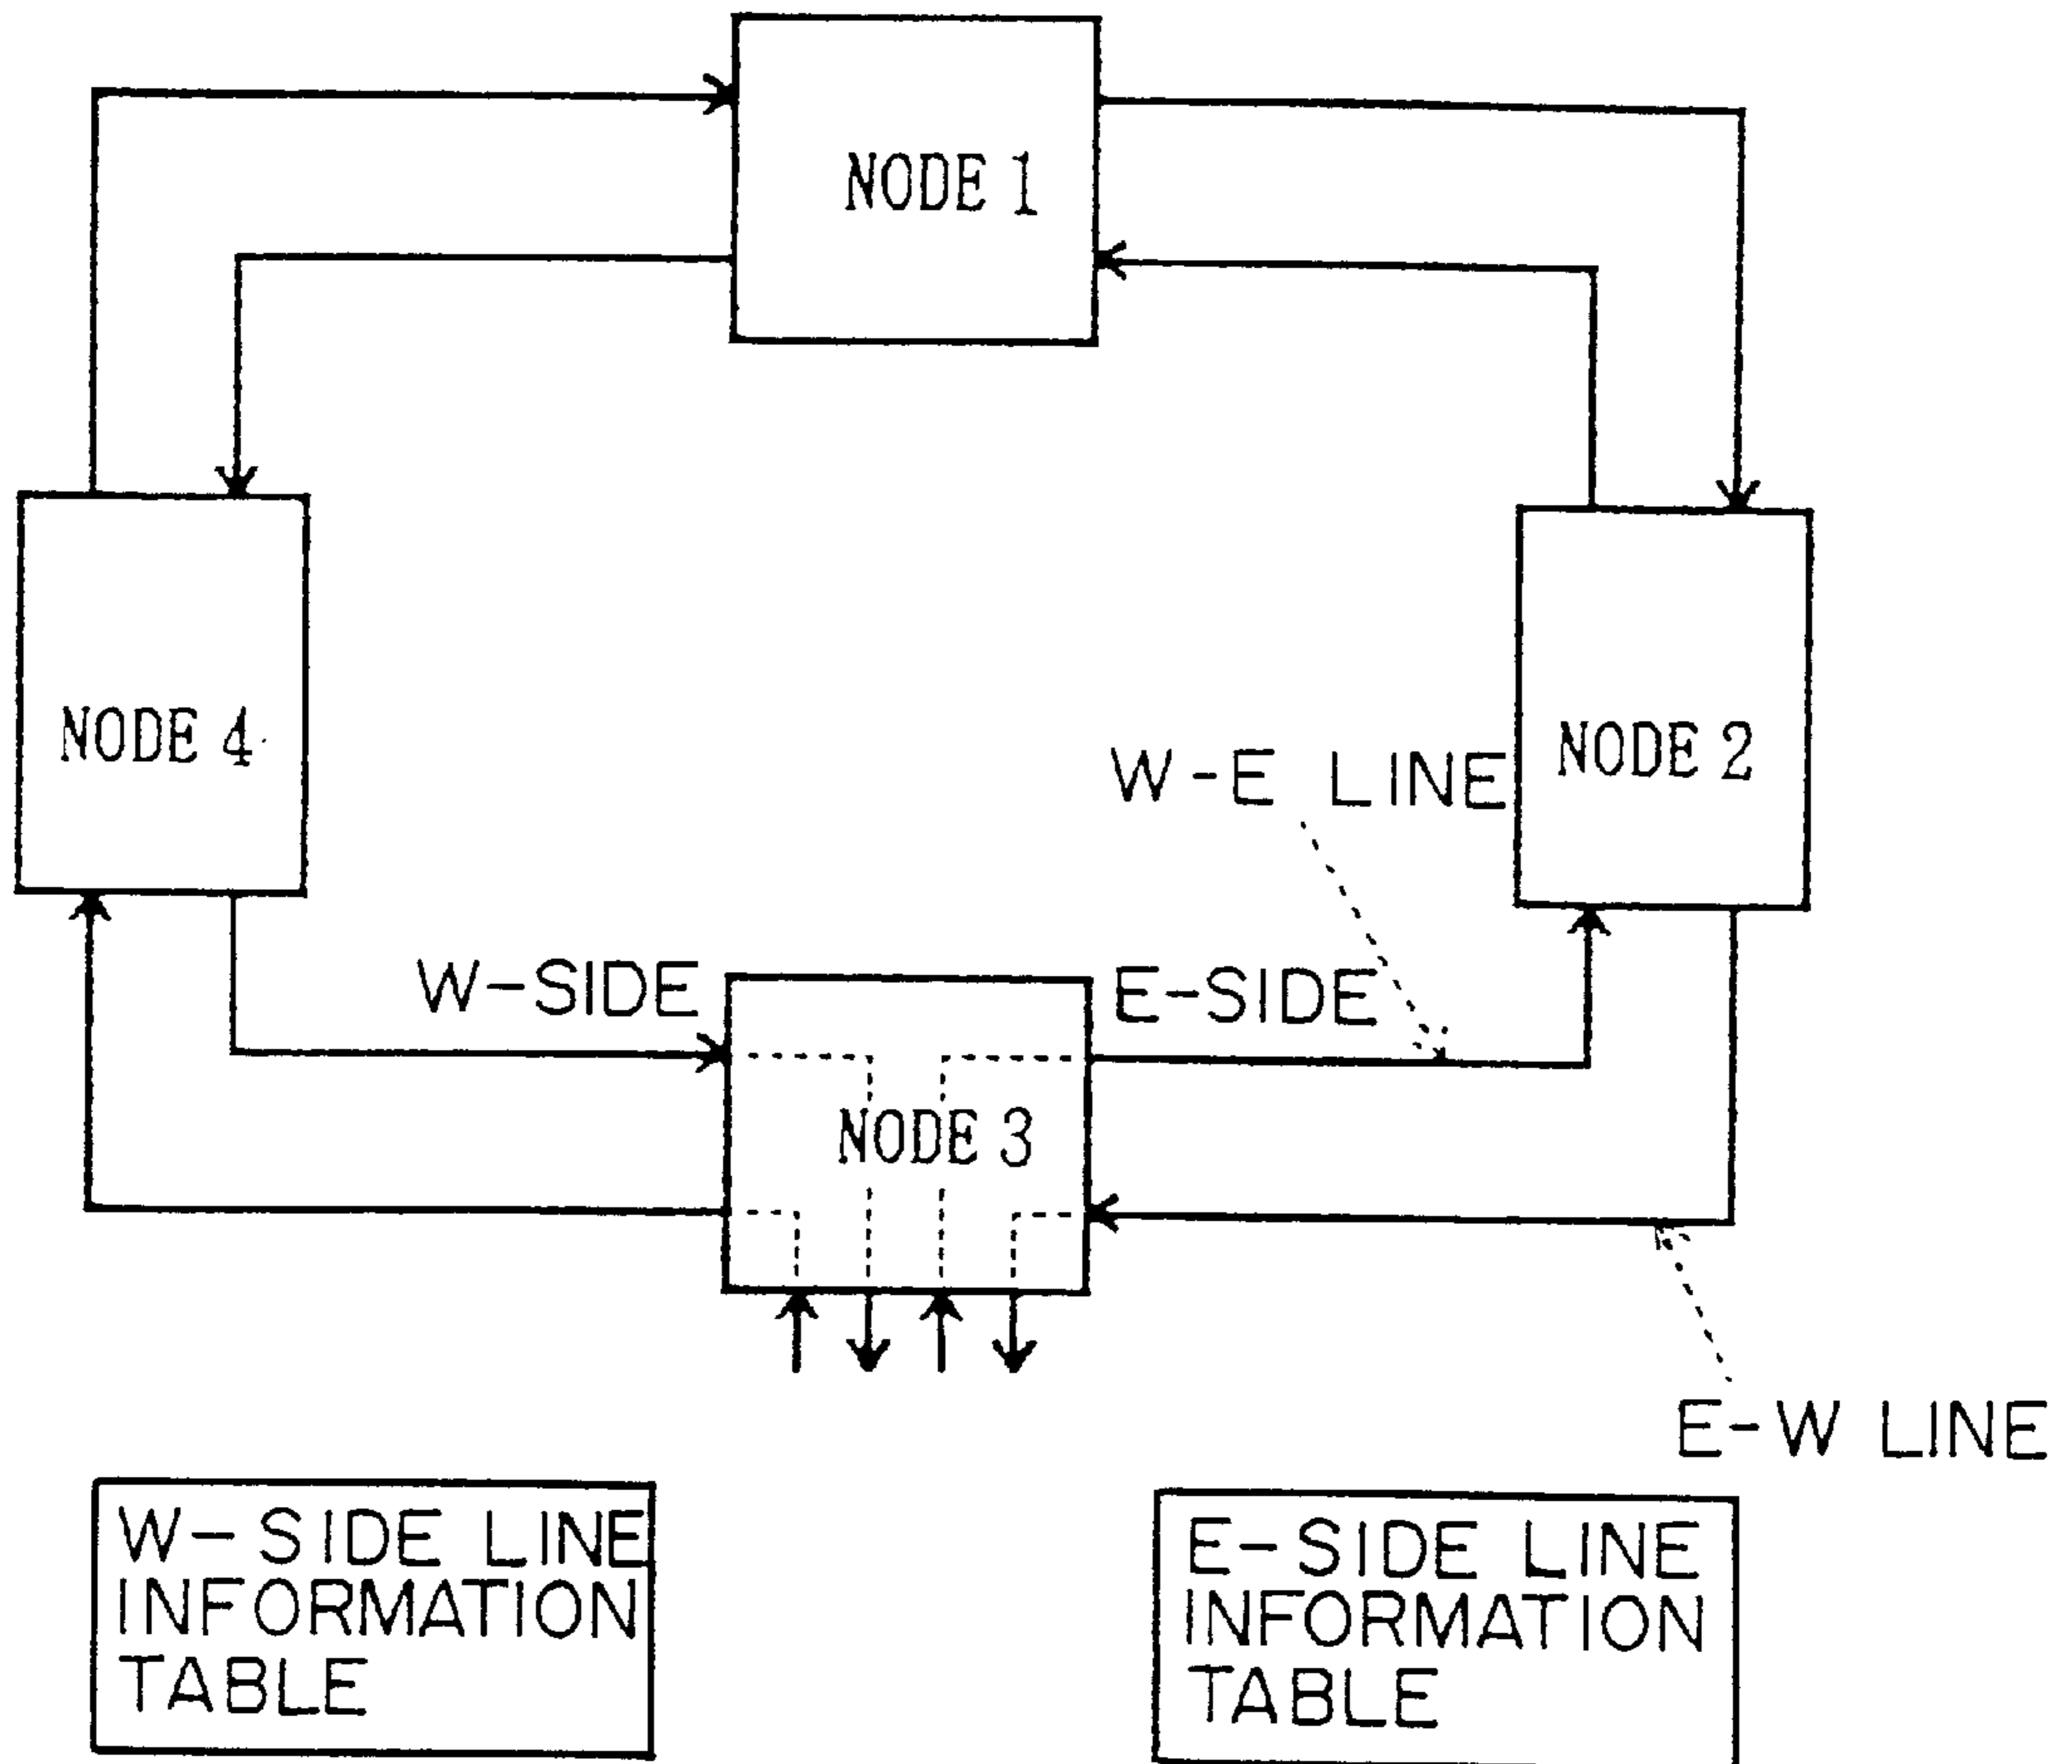 NODE 1
NODE 4
NODE 2
W-E LINE
W-SIDE
E-SIDE
NODE 3
E-W LINE
W-SIDE LINE
INFORMATION
TABLE
E-SIDE LINE
INFORMATION
TABLE